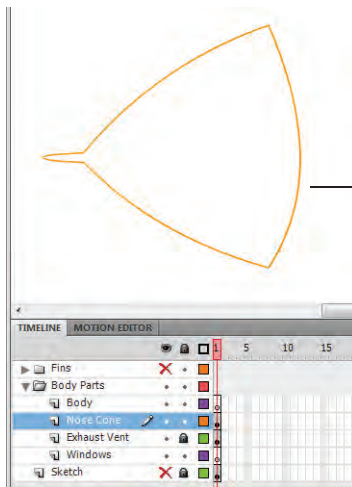 TIMELINE MOTION EDITOR
1 5 10 15
Fins
Body Parts
Body
Nose Cone
Exhaust Vent
Windows
Sketch